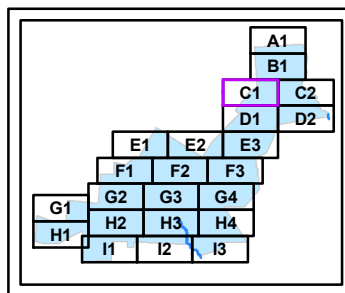 A1
B1
C1 C2
D1 D2
E1 E2 E3
F1 F2 F3
G1 G2 G3 G4
H1 H2 H3 H4
I1 I2 I3